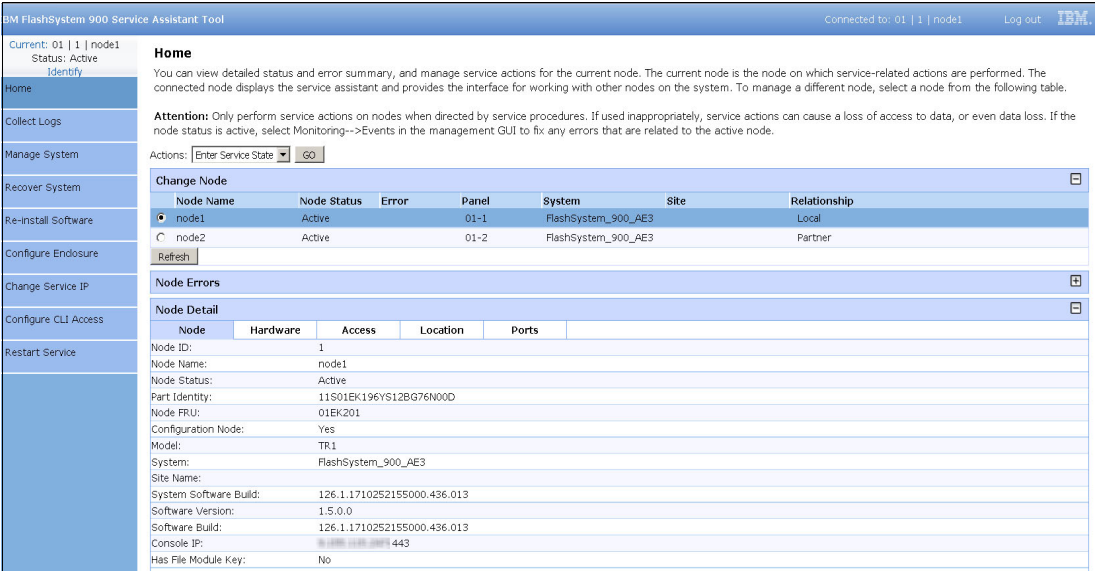 BM FlashSystem 900 Service Assistant Tool
Connected to: 01 | 1 | node1 Log out IBM.
Current: 01 | 1 | node1
Status: Active
Identify
Home
Collect Logs
Manage System
Recover System
Re-install Software
Configure Enclosure
Change Service IP
Configure CLI Access
Restart Service
Home
You can view detailed status and error summary, and manage service actions for the current node. The current node is the node on which service-related actions are performed. The
connected node displays the service assistant and provides the interface for working with other nodes on the system. To manage a different node, select a node from the following table.
Attention: Only perform service actions on nodes when directed by service procedures. If used inappropriately, service actions can cause a loss of access to data, or even data loss. If the
node status is active, select Monitoring-->Events in the management GUI to fix any errors that are related to the active node.
Actions: Enter Service State GO
Change Node
Node Name Node Status Error Panel System Site Relationship
node1 Active 01-1 FlashSystem_900_AE3 Local
node2 Active 01-2 FlashSystem_900_AE3 Partner
Refresh
Node Errors
Node Detail
Node Hardware Access Location Ports
Node ID: 1
Node Name: node1
Node Status: Active
Part Identity: 11S01EK196YS12BG76N00D
Node FRU: 01EK201
Configuration Node: Yes
Model: TR1
System: FlashSystem_900_AE3
Site Name:
System Software Build: 126.1.1710252155000.436.013
Software Version: 1.5.0.0
Software Build: 126.1.1710252155000.436.013
Console IP: 443
Has File Module Key: No